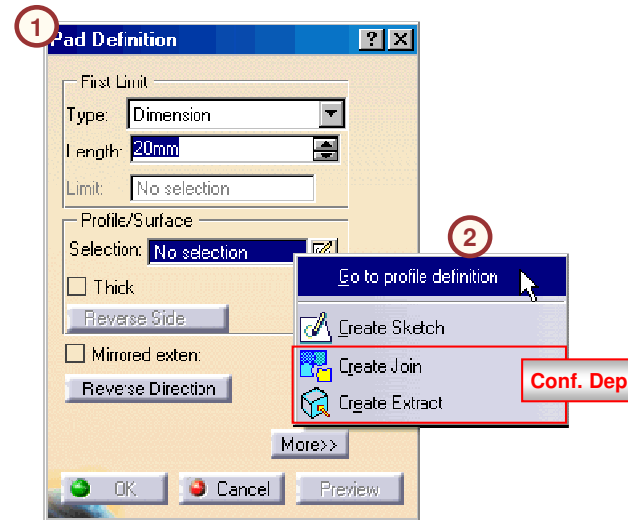 1
Pad Definition
First Limit
Type: Dimension
Length: 20mm
Limit: No selection
Profile/Surface
Selection: No selection
2
Go to profile definition
Thick
Reverse Side
Create Sketch
Mirrored exten:
Create Join
Conf. Dep
Reverse Direction
Create Extract
More>>
OK
Cancel
Preview